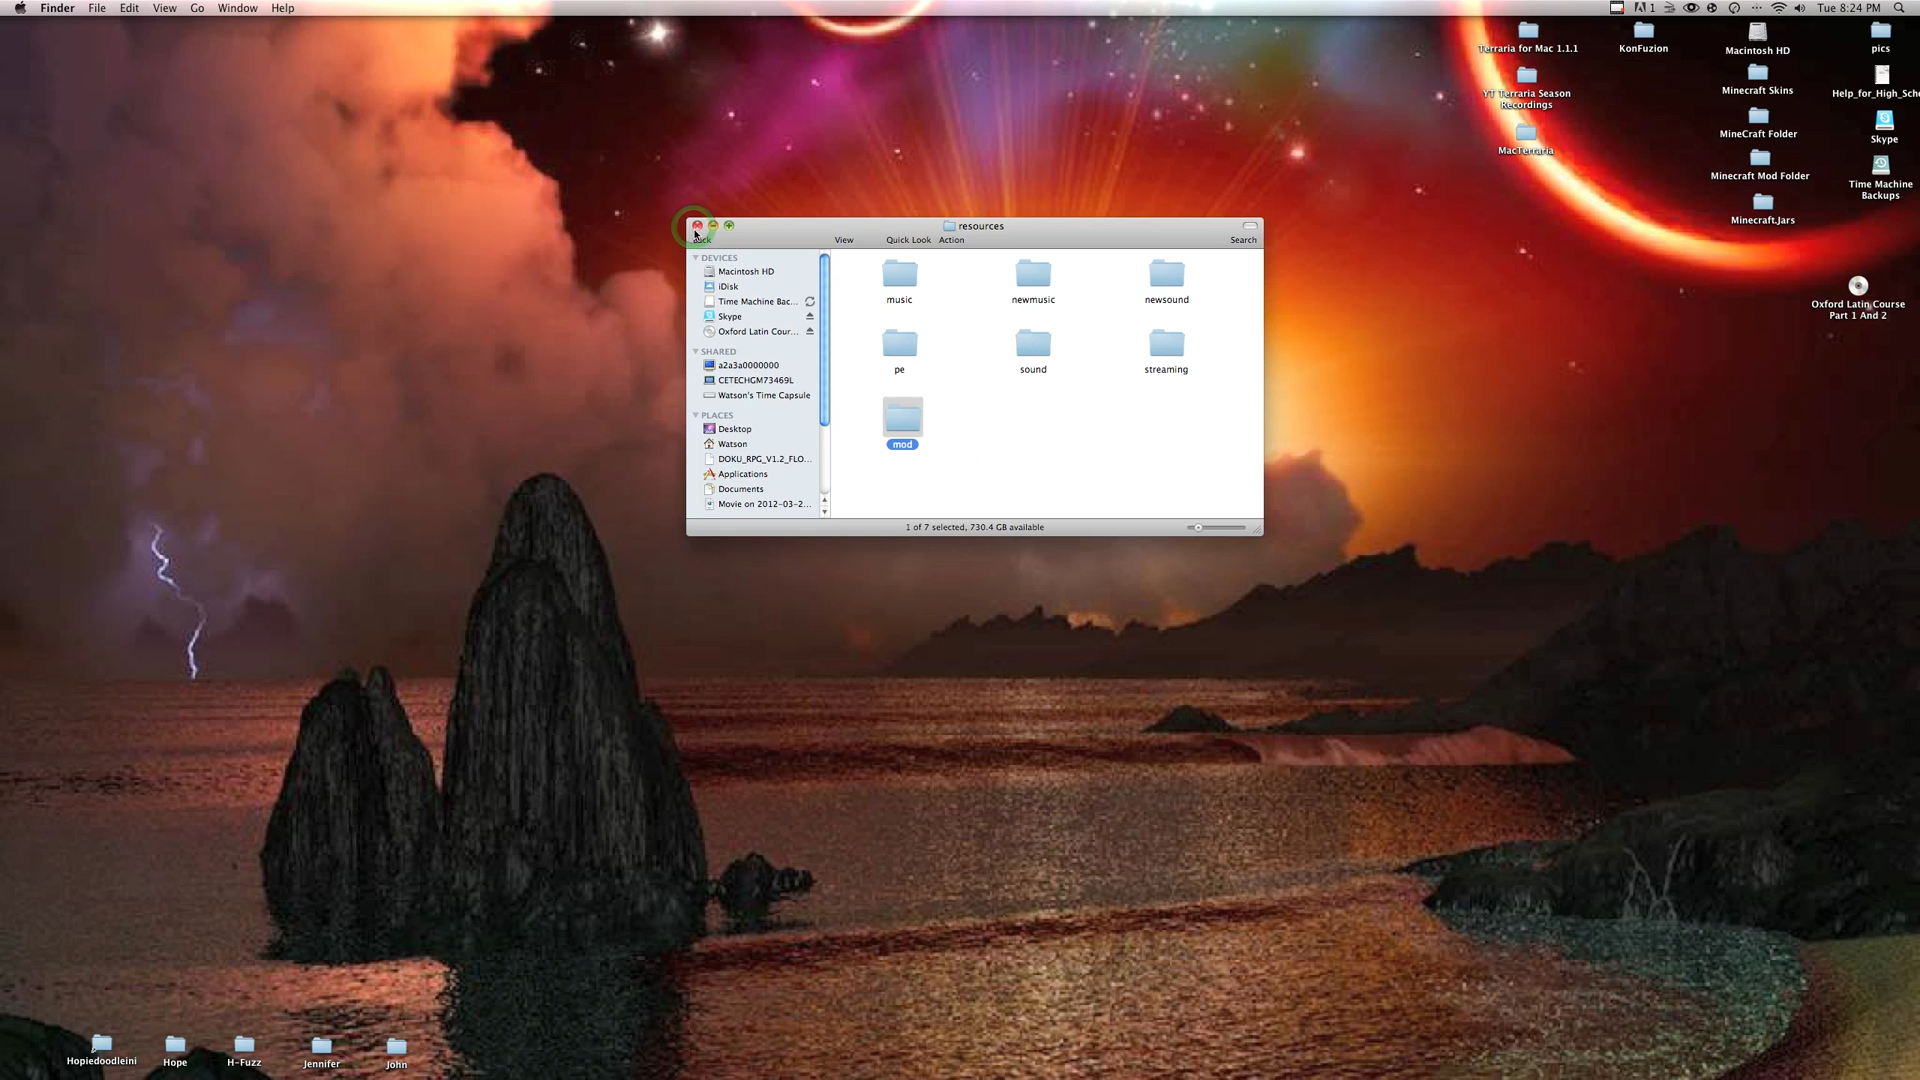 Finder File Edit View Go Window Help
1 Tue 8:24 PM
Terraria for Mac 1.1.1
KonFuzion
Macintosh HD
pics
YT Terraria Season
Recordings
Minecraft Skins
Help_for_High_Sch
MacTerraria
MineCraft Folder
Skype
Minecraft Mod Folder
Time Machine
Backups
Minecraft.Jars
Oxford Latin Course
Part 1 And 2
resources
Back View Quick Look Action Search
DEVICES
Macintosh HD
iDisk
Time Machine Bac...
Skype
Oxford Latin Cour...
SHARED
a2a3a0000000
CETECHGM73469L
Watson's Time Capsule
PLACES
Desktop
Watson
DOKU_RPG_V1.2_FLO...
Applications
Documents
Movie on 2012-03-2...
music newmusic newsound
pe sound streaming
mod
1 of 7 selected, 730.4 GB available
Hopiedoodleini Hope H-Fuzz Jennifer John